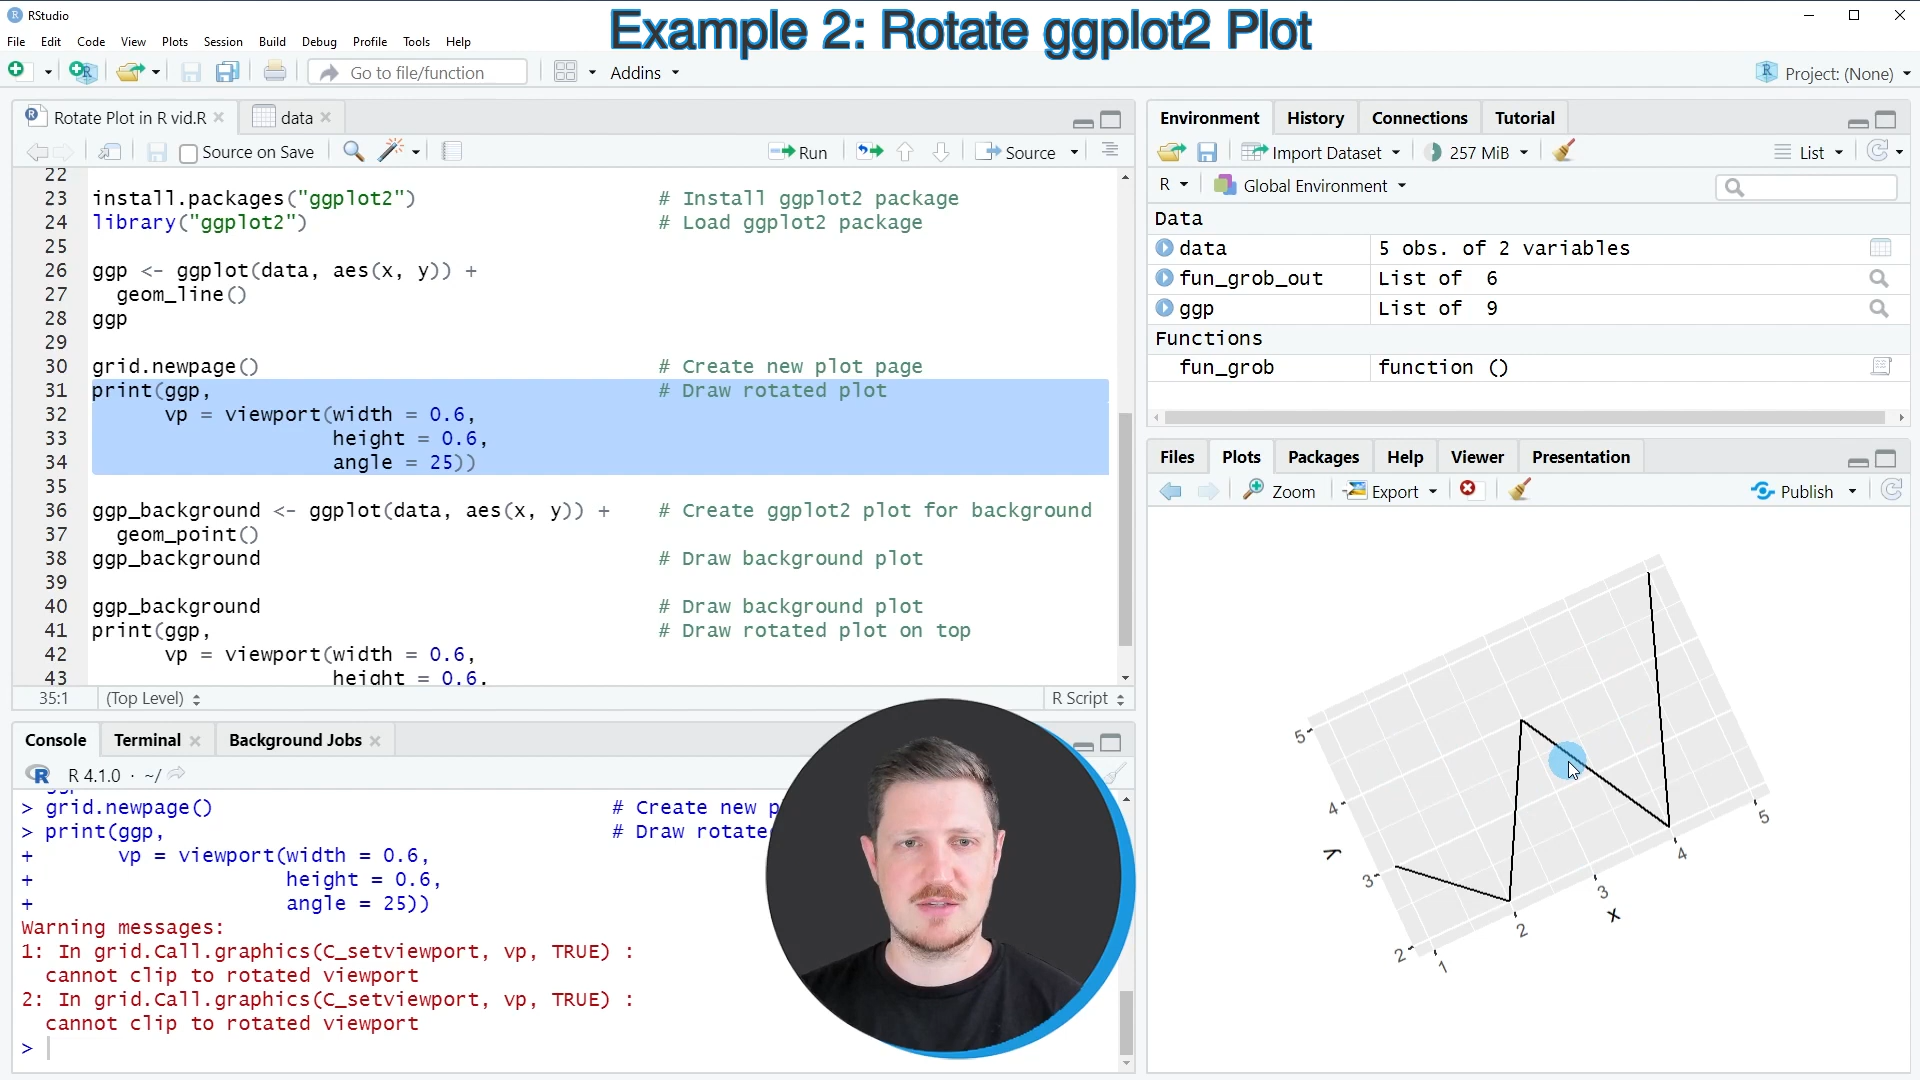 RStudio
Example 2: Rotate ggplot2 Plot
File Edit Code View Plots Session Build Debug Profile Tools Help
Go to file/function
Addins
Project: (None)
Rotate Plot in R vid.R
data
Source on Save
Run
Source
22
23 install.packages("ggplot2") # Install ggplot2 package
24 library("ggplot2") # Load ggplot2 package
25
26 ggp <- ggplot(data, aes(x, y)) +
27 geom_line()
28 ggp
29
30 grid.newpage() # Create new plot page
31 print(ggp, # Draw rotated plot
32 vp = viewport(width = 0.6,
33 height = 0.6,
34 angle = 25))
35
36 ggp_background <- ggplot(data, aes(x, y)) + # Create ggplot2 plot for background
37 geom_point()
38 ggp_background # Draw background plot
39
40 ggp_background # Draw background plot
41 print(ggp, # Draw rotated plot on top
42 vp = viewport(width = 0.6,
43 height = 0.6,
35:1 (Top Level) R Script
Console Terminal Background Jobs
R 4.1.0 · ~/
> grid.newpage() # Create new p
> print(ggp, # Draw rotate
+ vp = viewport(width = 0.6,
+ height = 0.6,
+ angle = 25))
Warning messages:
1: In grid.Call.graphics(C_setviewport, vp, TRUE) :
cannot clip to rotated viewport
2: In grid.Call.graphics(C_setviewport, vp, TRUE) :
cannot clip to rotated viewport
>
Environment History Connections Tutorial
Import Dataset
257 MiB
List
R
Global Environment
Data
data 5 obs. of 2 variables
fun_grob_out List of 6
ggp List of 9
Functions
fun_grob function ()
Files Plots Packages Help Viewer Presentation
Zoom
Export
Publish
5
4
y
3
2
1
2
3
x
4
5